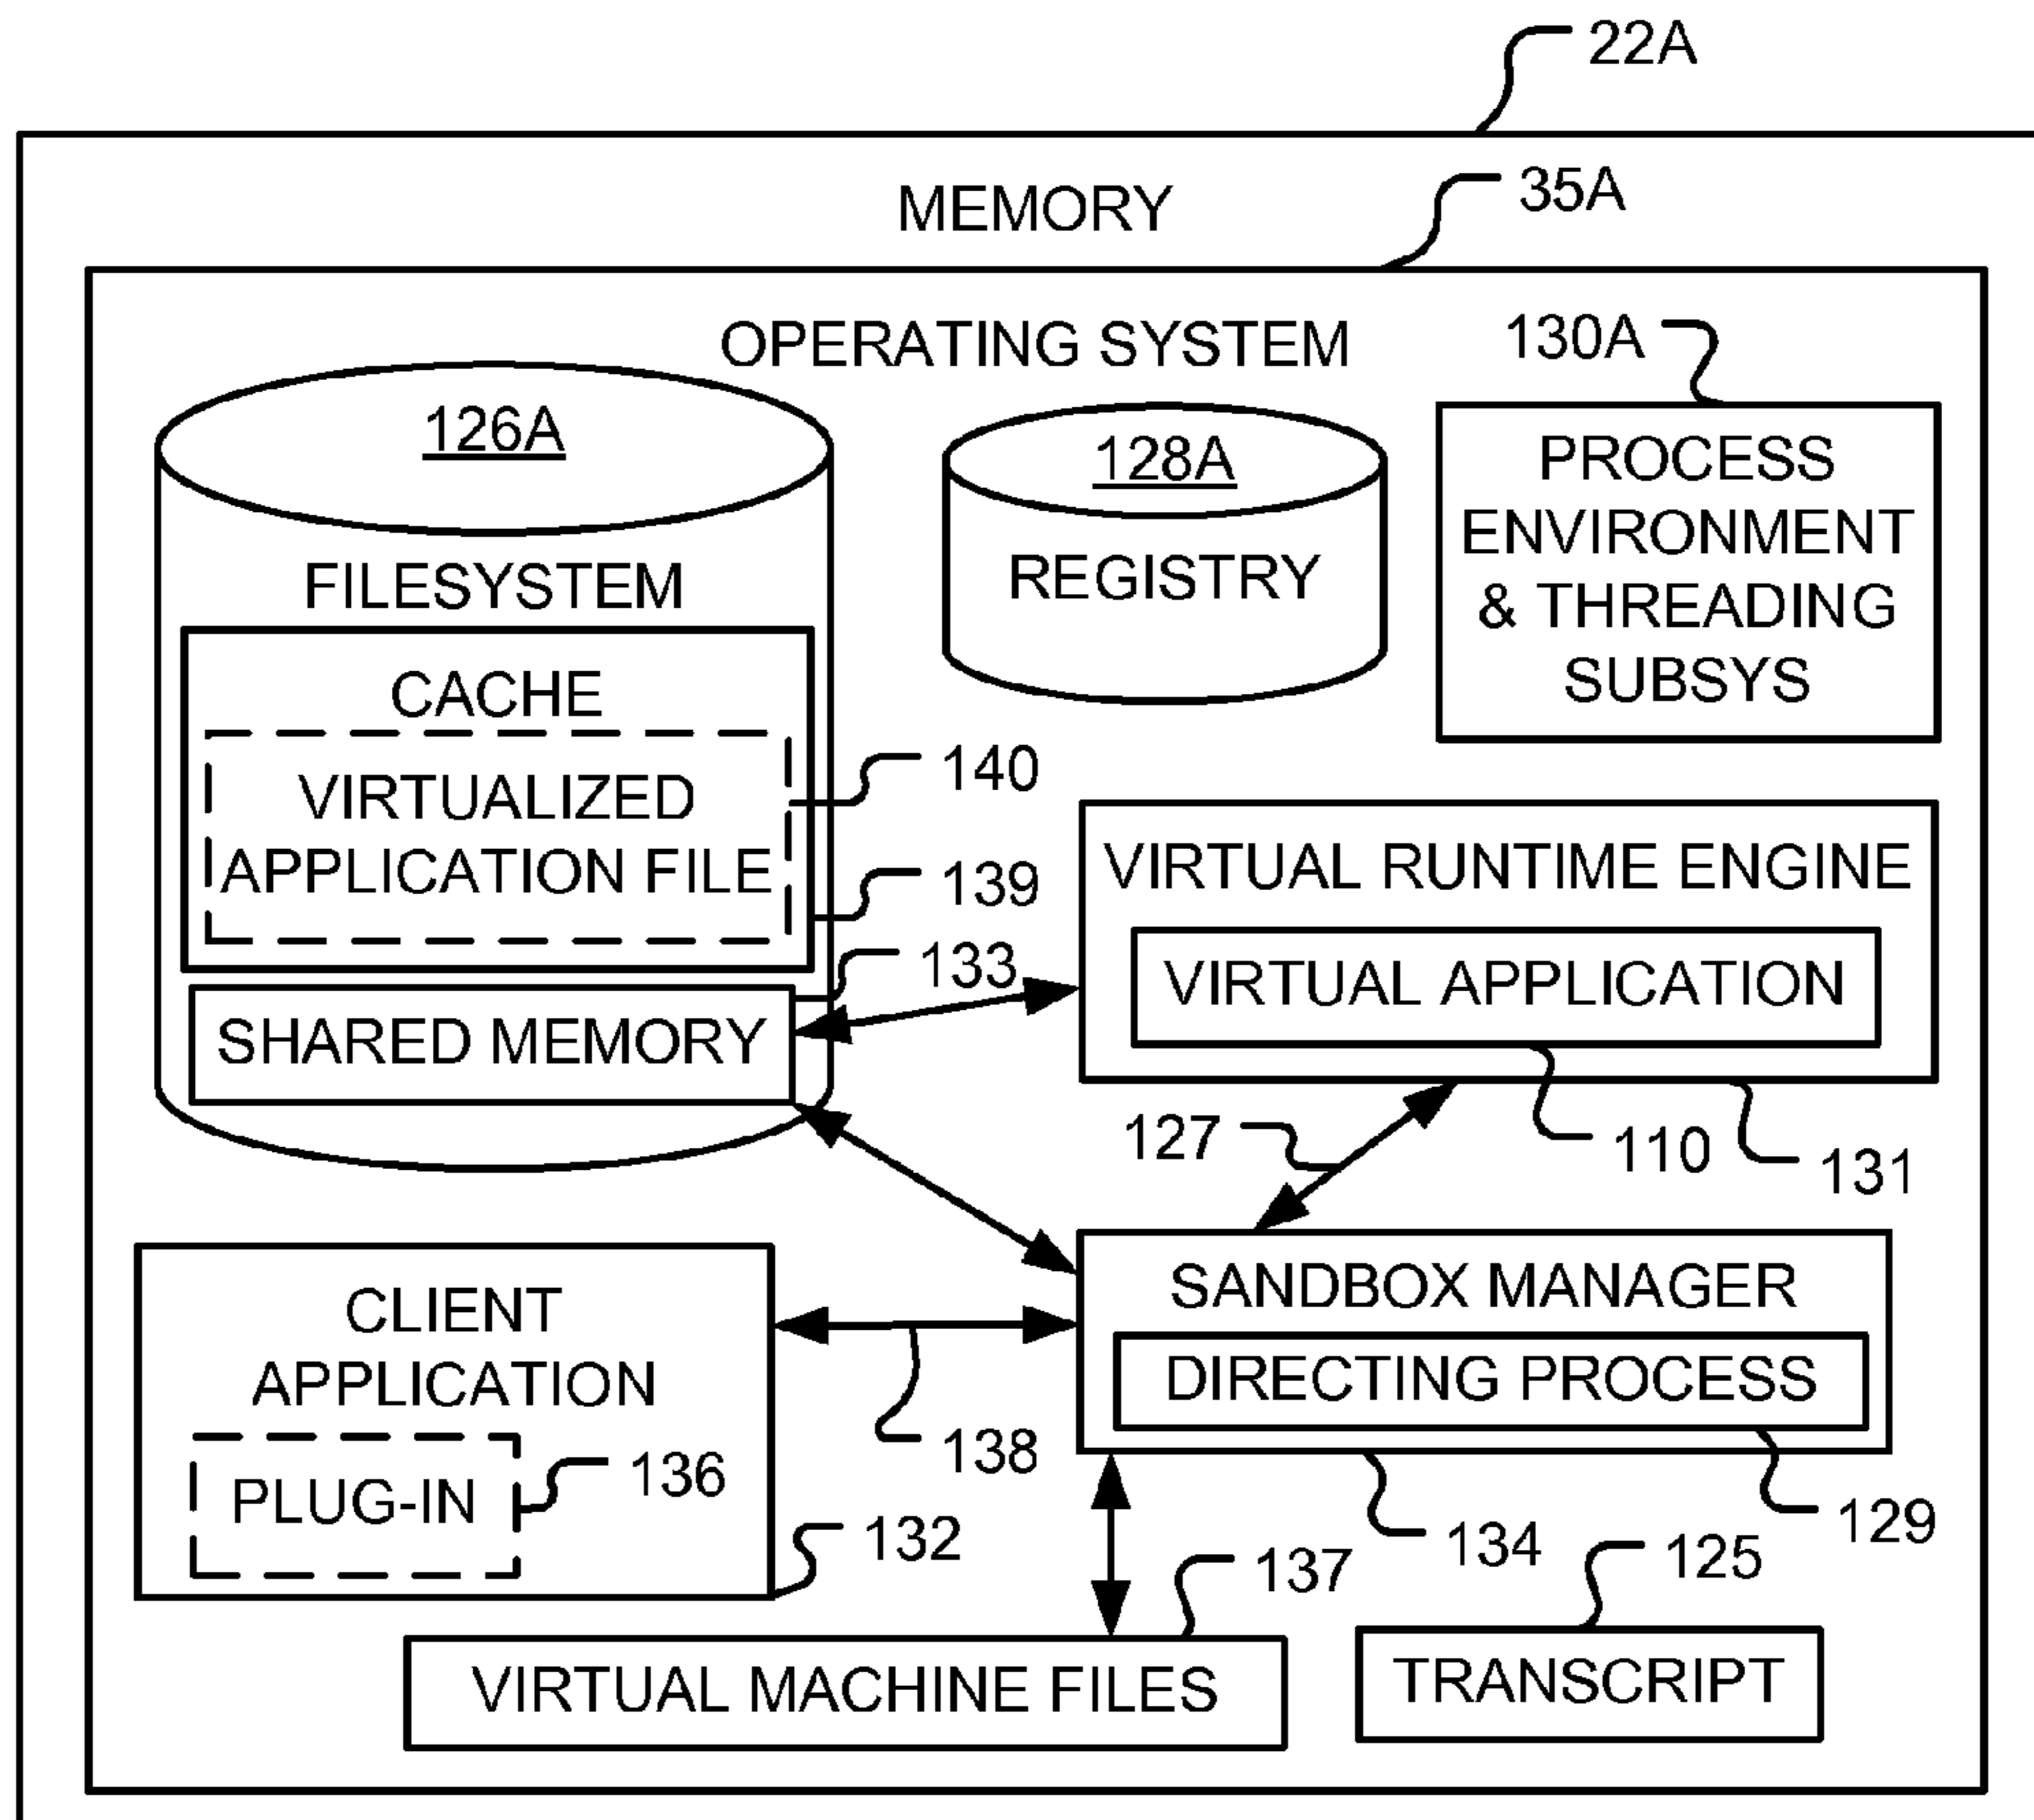 22A
MEMORY
35A
OPERATING SYSTEM
130A
126A
128A
PROCESS
ENVIRONMENT
& THREADING
SUBSYS
FILESYSTEM
REGISTRY
CACHE
VIRTUALIZED
APPLICATION FILE
140
139
VIRTUAL RUNTIME ENGINE
VIRTUAL APPLICATION
133
SHARED MEMORY
127
110
131
CLIENT
APPLICATION
PLUG-IN
136
132
138
SANDBOX MANAGER
DIRECTING PROCESS
134
129
137
125
VIRTUAL MACHINE FILES
TRANSCRIPT